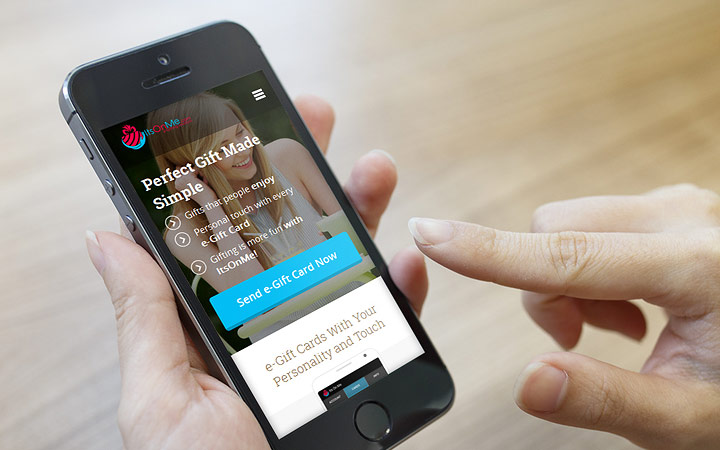 ItsOnMe
Perfect Gift Made
Simple
Gifts that people enjoy
Personal touch with every
e-Gift Card
Gifting is more fun with
ItsOnMe!
Send e-Gift Card Now
e-Gift Cards With Your
Personality and Touch